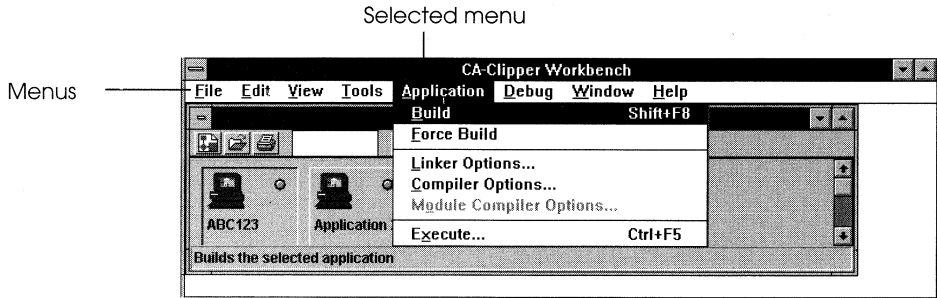 Selected menu
Menus
CA-Clipper Workbench
File Edit View Tools Application Debug Window Help
Build Shift+F8
Force Build
Linker Options...
Compiler Options...
Module Compiler Options...
Execute... Ctrl+F5
ABC123
Application
Builds the selected application